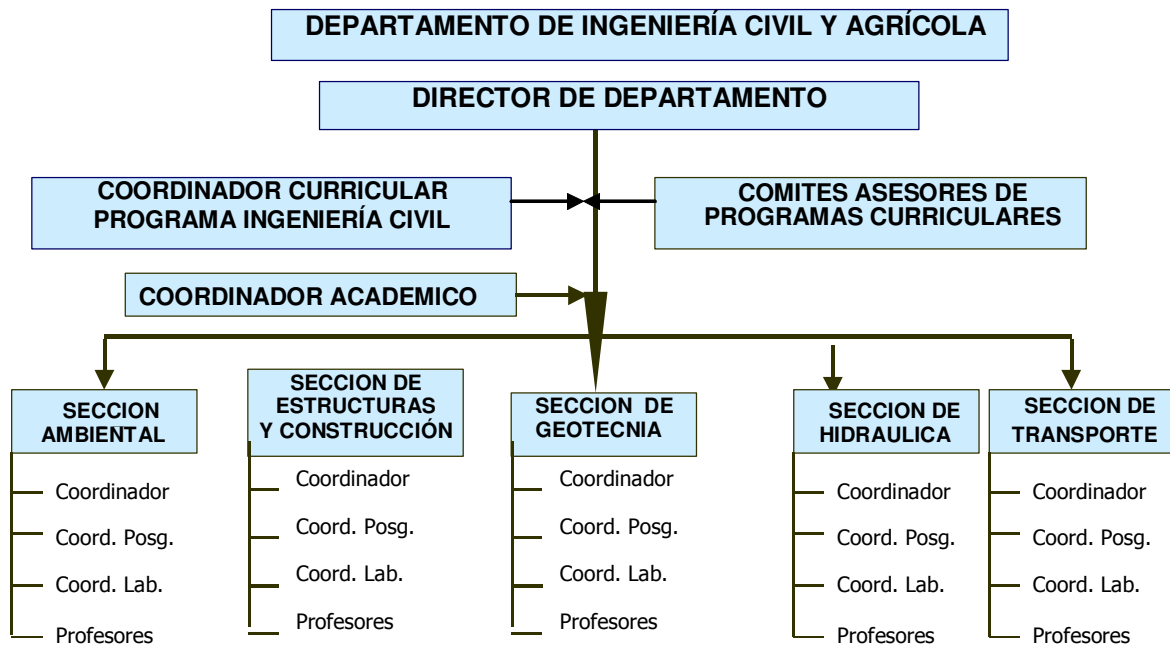 DEPARTAMENTO DE INGENIERÍA CIVIL Y AGRÍCOLA
DIRECTOR DE DEPARTAMENTO
COORDINADOR CURRICULAR
PROGRAMA INGENIERÍA CIVIL
COMITES ASESORES DE
PROGRAMAS CURRICULARES
COORDINADOR ACADEMICO
SECCION
AMBIENTAL
Coordinador
Coord. Posg.
Coord. Lab.
Profesores
SECCION DE
ESTRUCTURAS
Y CONSTRUCCIÓN
Coordinador
Coord. Posg.
Coord. Lab.
Profesores
SECCION DE
GEOTECNIA
Coordinador
Coord. Posg.
Coord. Lab.
Profesores
SECCION DE
HIDRAULICA
Coordinador
Coord. Posg.
Coord. Lab.
Profesores
SECCION DE
TRANSPORTE
Coordinador
Coord. Posg.
Coord. Lab.
Profesores